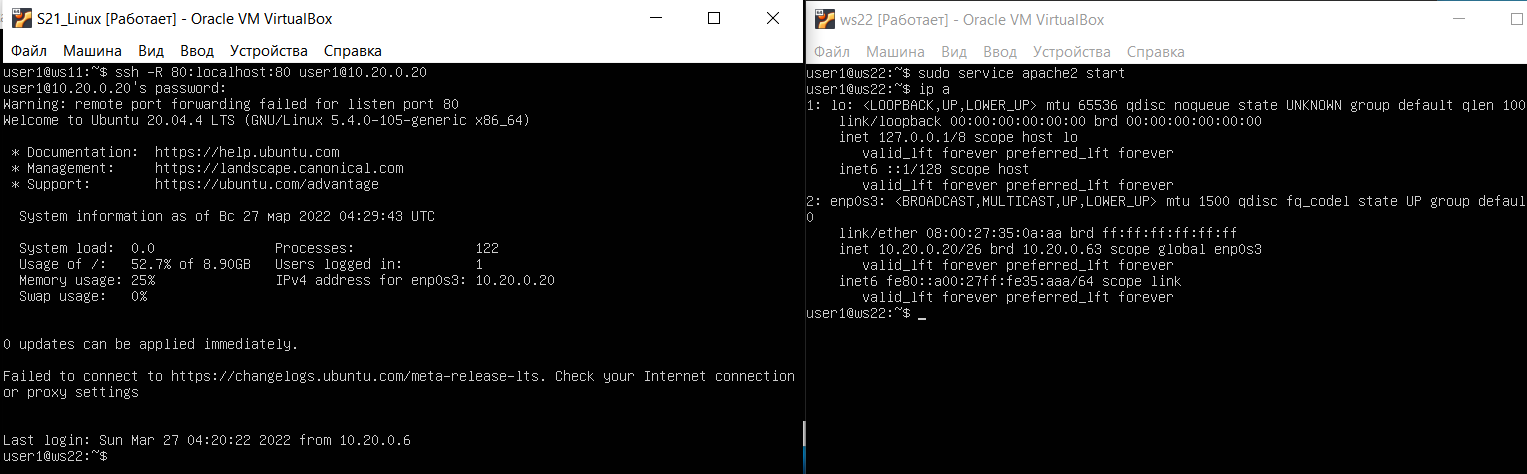 S21_Linux [Работает] - Oracle VM VirtualBox
Файл Машина Вид Ввод Устройства Справка
user1@ws11:~$ ssh -R 80:localhost:80 user1@10.20.0.20
user1@10.20.0.20's password:
Warning: remote port forwarding failed for listen port 80
Welcome to Ubuntu 20.04.4 LTS (GNU/Linux 5.4.0-105-generic x86_64)
* Documentation: https://help.ubuntu.com
* Management: https://landscape.canonical.com
* Support: https://ubuntu.com/advantage
System information as of Вс 27 мар 2022 04:29:43 UTC
System load: 0.0 Processes: 122
Usage of /: 52.7% of 8.90GB Users logged in: 1
Memory usage: 25% IPv4 address for enp0s3: 10.20.0.20
Swap usage: 0%
0 updates can be applied immediately.
Failed to connect to https://changelogs.ubuntu.com/meta-release-lts. Check your Internet connection
or proxy settings
Last login: Sun Mar 27 04:20:22 2022 from 10.20.0.6
user1@ws22:~$
ws22 [Работает] - Oracle VM VirtualBox
Файл Машина Вид Ввод Устройства Справка
user1@ws22:~$ sudo service apache2 start
user1@ws22:~$ ip a
1: lo: <LOOPBACK,UP,LOWER_UP> mtu 65536 qdisc noqueue state UNKNOWN group default qlen 100
link/loopback 00:00:00:00:00:00 brd 00:00:00:00:00:00
inet 127.0.0.1/8 scope host lo
valid_lft forever preferred_lft forever
inet6 ::1/128 scope host
valid_lft forever preferred_lft forever
2: enp0s3: <BROADCAST,MULTICAST,UP,LOWER_UP> mtu 1500 qdisc fq_codel state UP group defaul
0
link/ether 08:00:27:35:0a:aa brd ff:ff:ff:ff:ff:ff
inet 10.20.0.20/26 brd 10.20.0.63 scope global enp0s3
valid_lft forever preferred_lft forever
inet6 fe80::a00:27ff:fe35:aaa/64 scope link
valid_lft forever preferred_lft forever
user1@ws22:~$ _